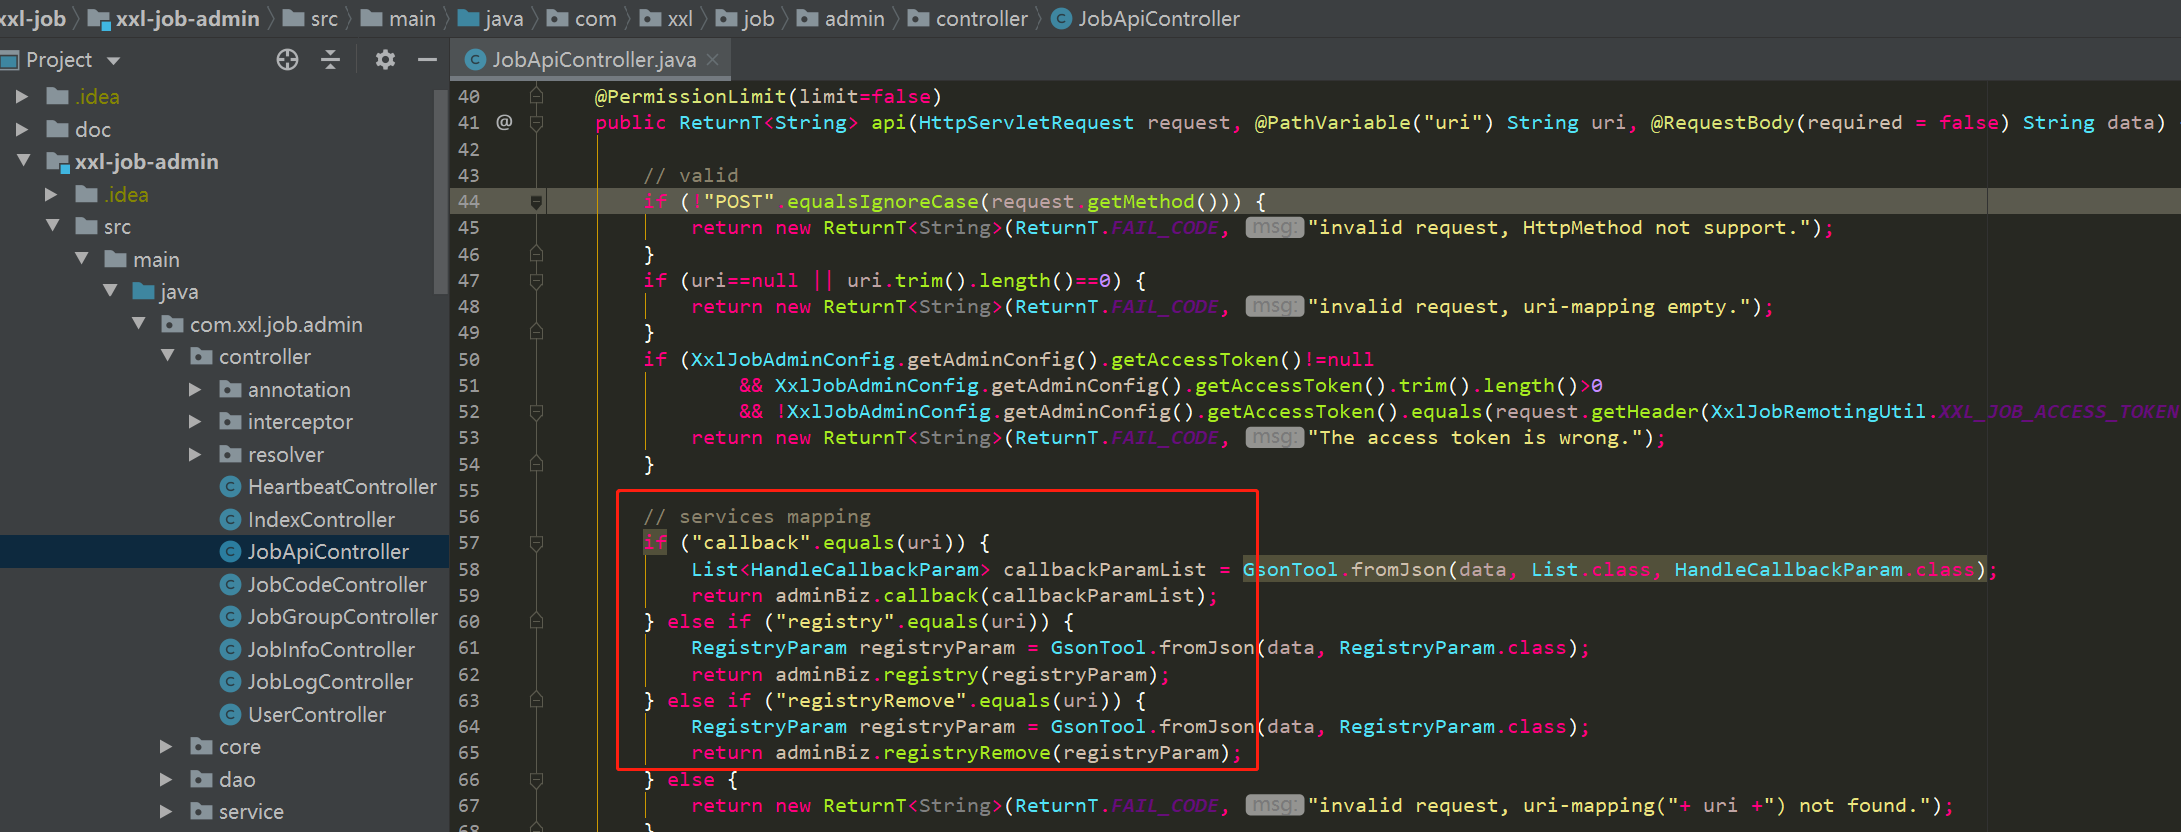 xxl-job xxl-job-admin src main java com xxl job admin controller JobApiController
Project
JobApiController.java
.idea
doc
xxl-job-admin
.idea
src
main
java
com.xxl.job.admin
controller
annotation
interceptor
resolver
HeartbeatController
IndexController
JobApiController
JobCodeController
JobGroupController
JobInfoController
JobLogController
UserController
core
dao
service
40 @PermissionLimit(limit=false)
41 @ public ReturnT<String> api(HttpServletRequest request, @PathVariable("uri") String uri, @RequestBody(required = false) String data)
42
43 // valid
44 if (!"POST".equalsIgnoreCase(request.getMethod())) {
45 return new ReturnT<String>(ReturnT.FAIL_CODE, msg: "invalid request, HttpMethod not support.");
46 }
47 if (uri==null || uri.trim().length()==0) {
48 return new ReturnT<String>(ReturnT.FAIL_CODE, msg: "invalid request, uri-mapping empty.");
49 }
50 if (XxlJobAdminConfig.getAdminConfig().getAccessToken()!=null
51 && XxlJobAdminConfig.getAdminConfig().getAccessToken().trim().length()>0
52 && !XxlJobAdminConfig.getAdminConfig().getAccessToken().equals(request.getHeader(XxlJobRemotingUtil.XXL_JOB_ACCESS_TOKEN
53 return new ReturnT<String>(ReturnT.FAIL_CODE, msg: "The access token is wrong.");
54 }
55
56 // services mapping
57 if ("callback".equals(uri)) {
58 List<HandleCallbackParam> callbackParamList = GsonTool.fromJson(data, List.class, HandleCallbackParam.class);
59 return adminBiz.callback(callbackParamList);
60 } else if ("registry".equals(uri)) {
61 RegistryParam registryParam = GsonTool.fromJson(data, RegistryParam.class);
62 return adminBiz.registry(registryParam);
63 } else if ("registryRemove".equals(uri)) {
64 RegistryParam registryParam = GsonTool.fromJson(data, RegistryParam.class);
65 return adminBiz.registryRemove(registryParam);
66 } else {
67 return new ReturnT<String>(ReturnT.FAIL_CODE, msg: "invalid request, uri-mapping("+ uri +") not found.");
68 }